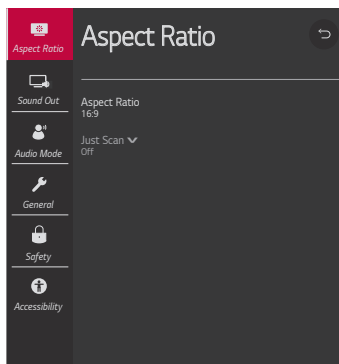 Aspect Ratio
Aspect Ratio
Sound Out
Audio Mode
General
Safety
Accessibility
Aspect Ratio
16:9
Just Scan
Off